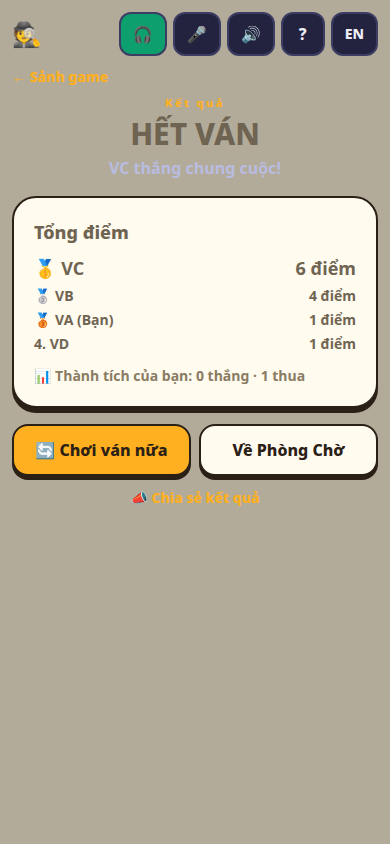 ?
EN
← Sảnh game
Kết quả
HẾT VÁN
VC thắng chung cuộc!
Tổng điểm
🥇 VC 6 điểm
🥈 VB 4 điểm
🥉 VA (Bạn) 1 điểm
4. VD 1 điểm
📊 Thành tích của bạn: 0 thắng · 1 thua
🔄 Chơi ván nữa
Về Phòng Chờ
📣 Chia sẻ kết quả